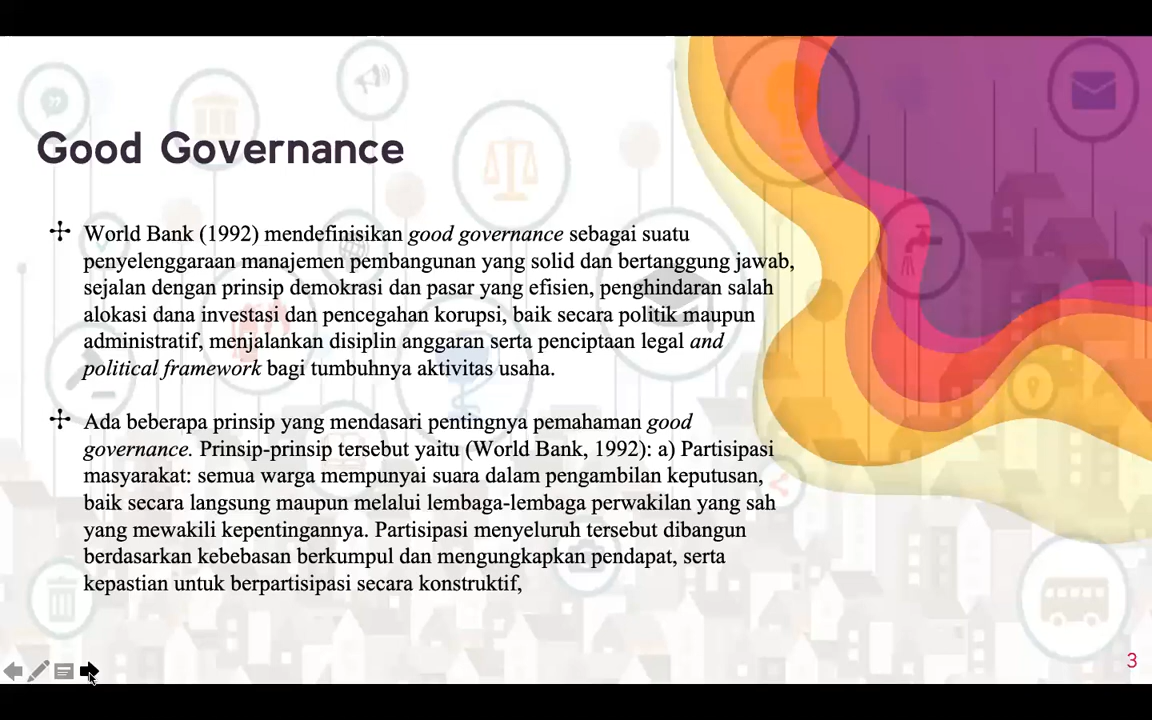 Good Governance
World Bank (1992) mendefinisikan good governance sebagai suatu
penyelenggaraan manajemen pembangunan yang solid dan bertanggung jawab,
sejalan dengan prinsip demokrasi dan pasar yang efisien, penghindaran salah
alokasi dana investasi dan pencegahan korupsi, baik secara politik maupun
administratif, menjalankan disiplin anggaran serta penciptaan legal and
political framework bagi tumbuhnya aktivitas usaha.
Ada beberapa prinsip yang mendasari pentingnya pemahaman good
governance. Prinsip-prinsip tersebut yaitu (World Bank, 1992): a) Partisipasi
masyarakat: semua warga mempunyai suara dalam pengambilan keputusan,
baik secara langsung maupun melalui lembaga-lembaga perwakilan yang sah
yang mewakili kepentingannya. Partisipasi menyeluruh tersebut dibangun
berdasarkan kebebasan berkumpul dan mengungkapkan pendapat, serta
kepastian untuk berpartisipasi secara konstruktif,
3